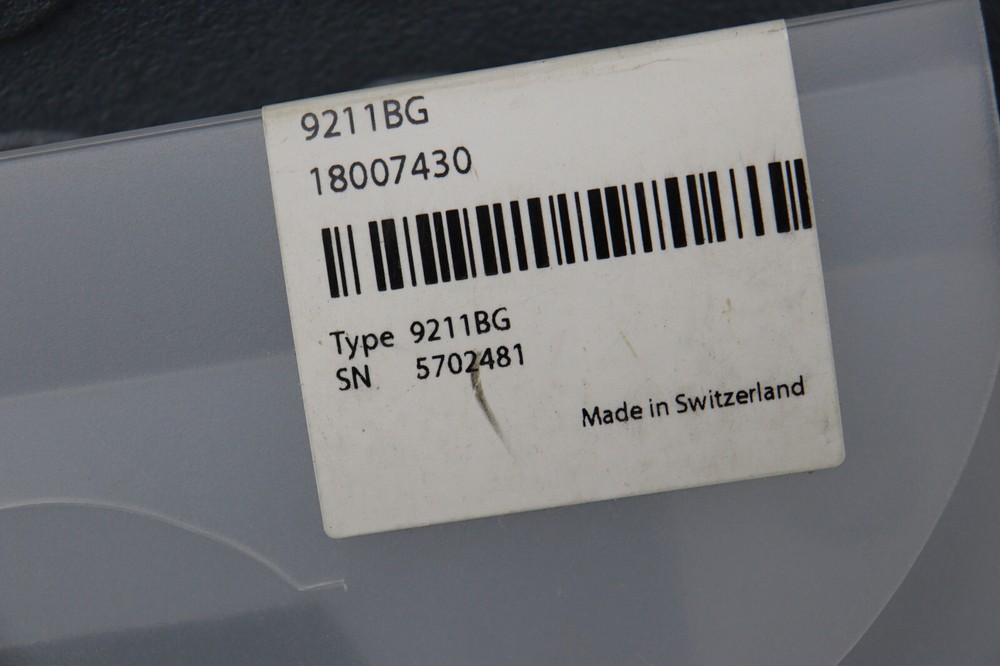 9211BG
18007430
Type 9211BG
SN 5702481
Made in Switzerland